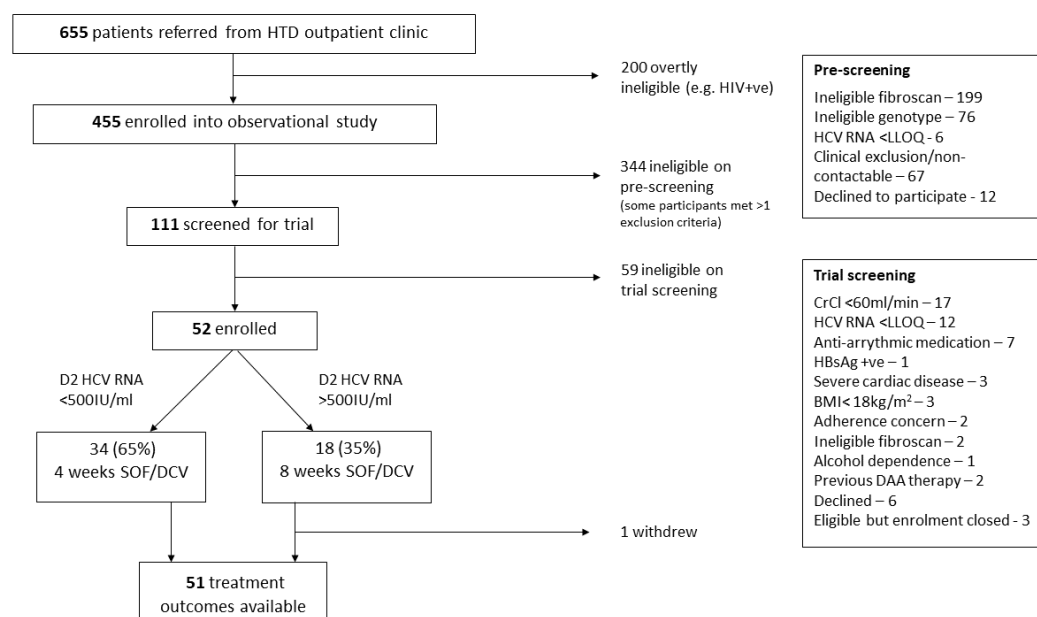 655 patients referred from HTD outpatient clinic
200 overtly
ineligible (e.g. HIV+ve)
455 enrolled into observational study
344 ineligible on
pre-screening
(some participants met >1
exclusion criteria)
111 screened for trial
59 ineligible on
trial screening
52 enrolled
D2 HCV RNA
<500IU/ml
D2 HCV RNA
>500IU/ml
34 (65%)
4 weeks SOF/DCV
18 (35%)
8 weeks SOF/DCV
1 withdrew
51 treatment
outcomes available
Pre-screening
Ineligible fibroscan – 199
Ineligible genotype – 76
HCV RNA <LLOQ - 6
Clinical exclusion/non-
contactable – 67
Declined to participate - 12
Trial screening
CrCl <60ml/min – 17
HCV RNA <LLOQ – 12
Anti-arrythmic medication – 7
HBsAg +ve – 1
Severe cardiac disease – 3
BMI< 18kg/m² – 3
Adherence concern – 2
Ineligible fibroscan – 2
Alcohol dependence – 1
Previous DAA therapy – 2
Declined – 6
Eligible but enrolment closed - 3